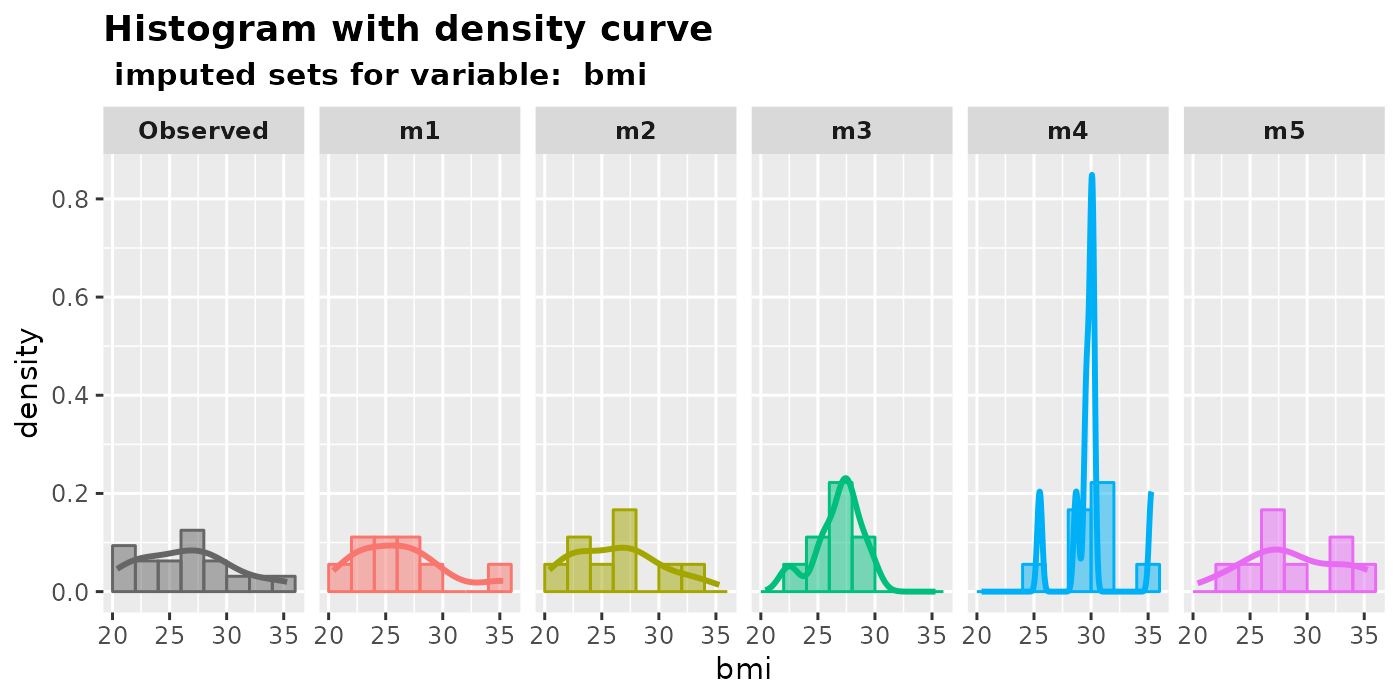 Histogram with density curve
imputed sets for variable:  bmi
Observed m1 m2 m3 m4 m5
density
0.8
0.6
0.4
0.2
0.0
20 25 30 35 20 25 30 35 20 25 30 35 20 25 30 35 20 25 30 35 20 25 30 35
bmi